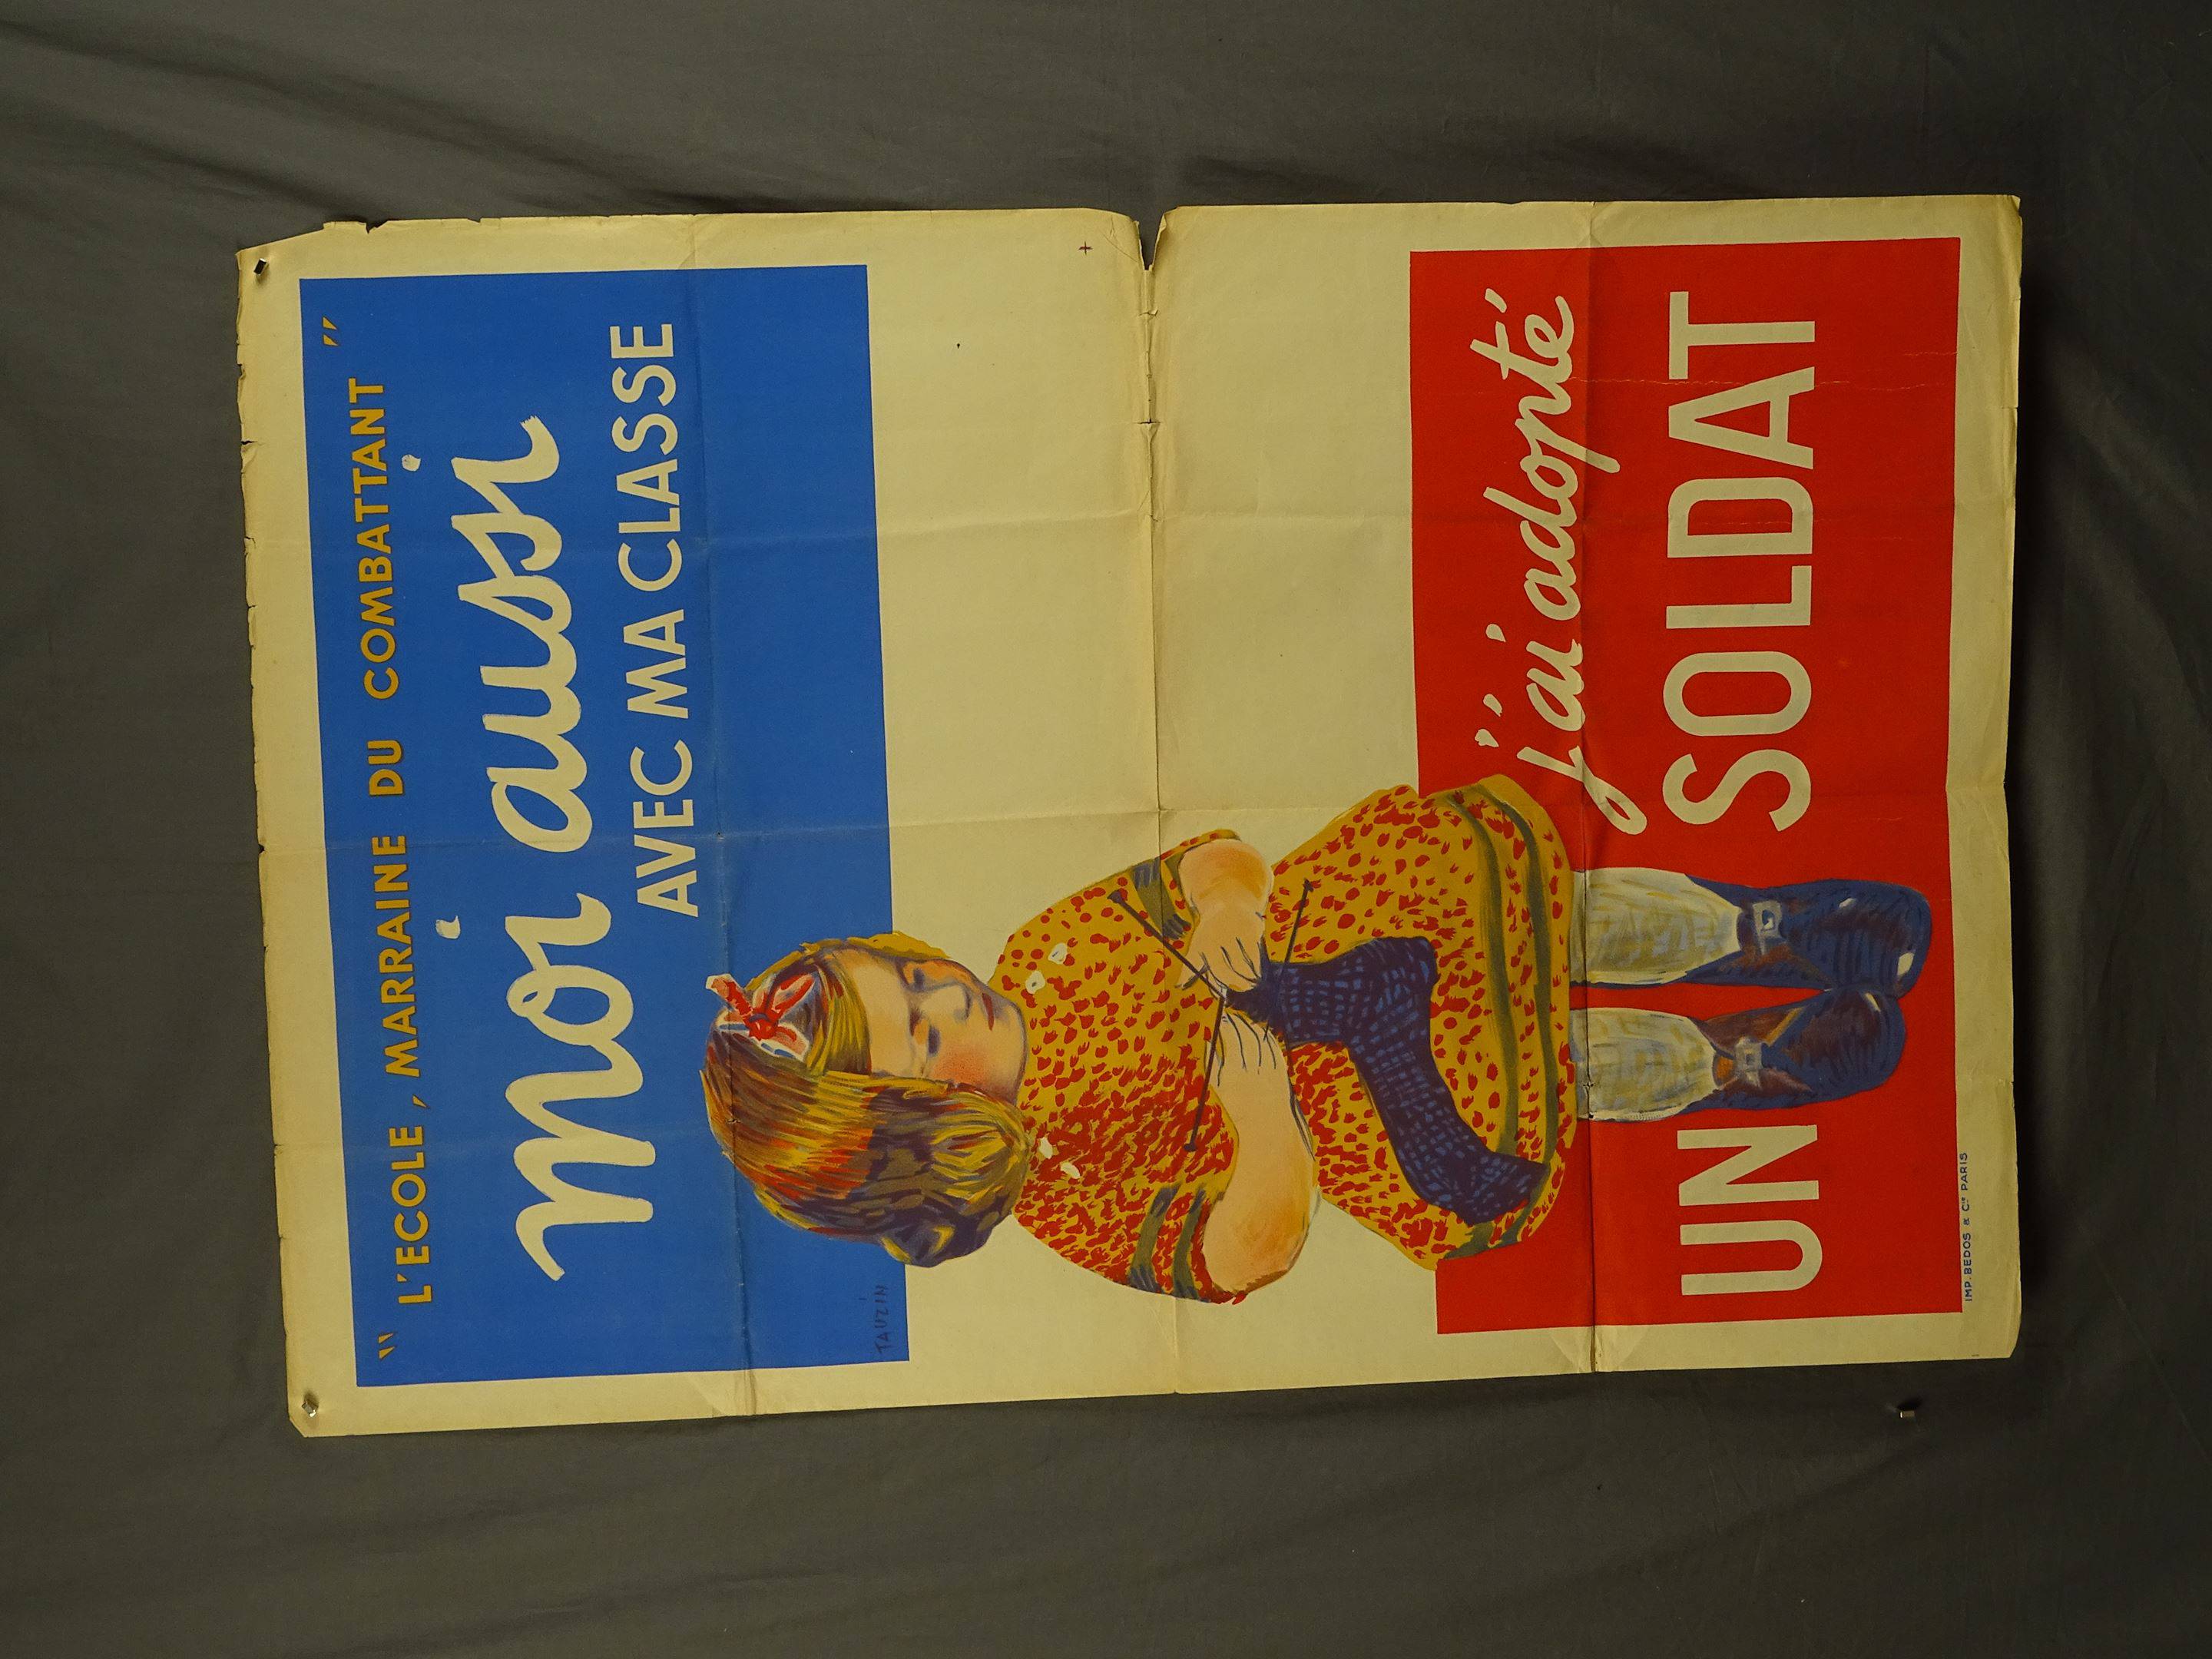 " L'ECOLE, MARRAINE DU COMBATTANT "
moi aussi
AVEC MA CLASSE
TAUZIN
j'ai adopté
UN SOLDAT
IMP. BEDOS & Cie PARIS